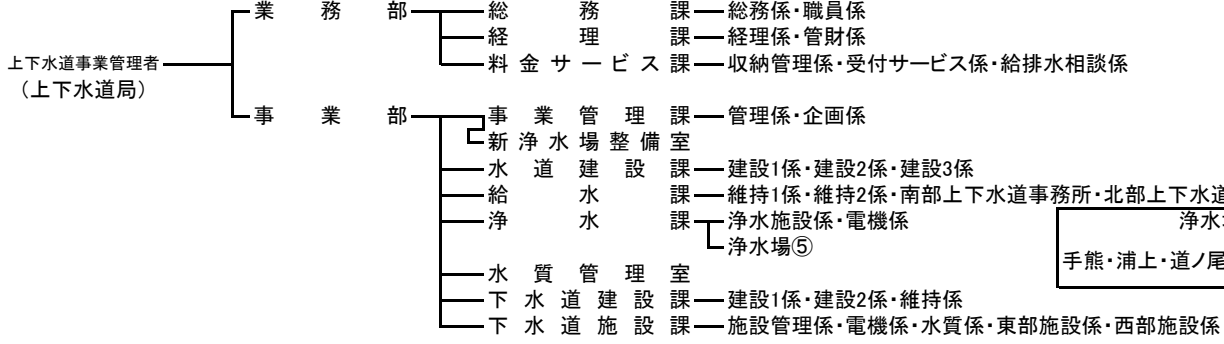 業務部 総務課 総務係・職員係
経理課 経理係・管財係
上下水道事業管理者
(上下水道局)
料金サービス課 収納管理係・受付サービス係・給排水相談係
事業部 事業管理課 管理係・企画係
新浄水場整備室
水道建設課 建設1係・建設2係・建設3係
給水課 維持1係・維持2係・南部上下水道事務所・北部上下水道
浄水課 浄水施設係・電機係
浄水場⑤
浄水
手熊・浦上・道ノ尾
水質管理室
下水道建設課 建設1係・建設2係・維持係
下水道施設課 施設管理係・電機係・水質係・東部施設係・西部施設係